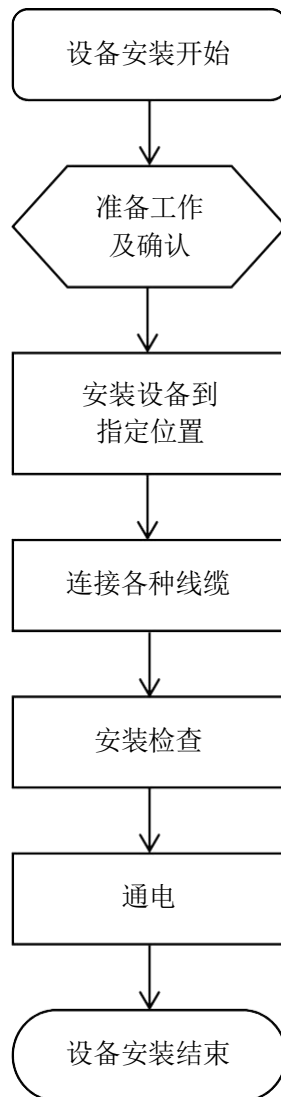 设备安装开始
准备工作
及确认
安装设备到
指定位置
连接各种线缆
安装检查
通电
设备安装结束